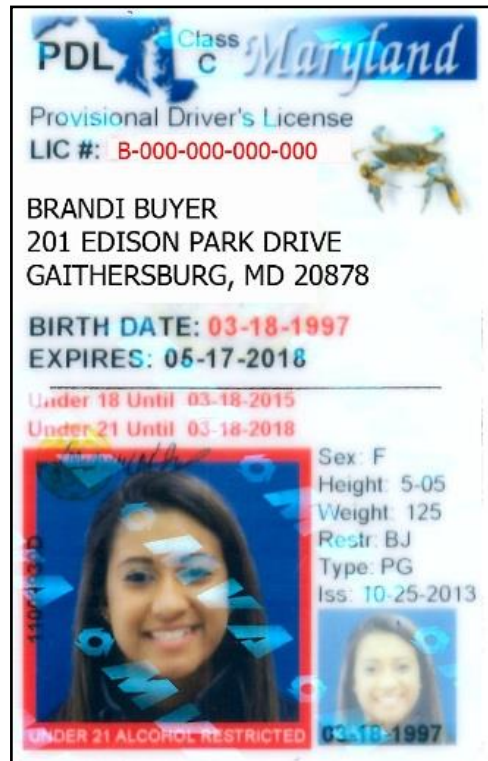 PDL
Class
C
Maryland
Provisional Driver's License
LIC #: B-000-000-000-000
BRANDI BUYER
201 EDISON PARK DRIVE
GAITHERSBURG, MD 20878
BIRTH DATE: 03-18-1997
EXPIRES: 05-17-2018
Under 18 Until 03-18-2015
Under 21 Until 03-18-2018
Sex: F
Height: 5-05
Weight: 125
Restr: BJ
Type: PG
Iss: 10-25-2013
UNDER 21 ALCOHOL RESTRICTED
03-18-1997